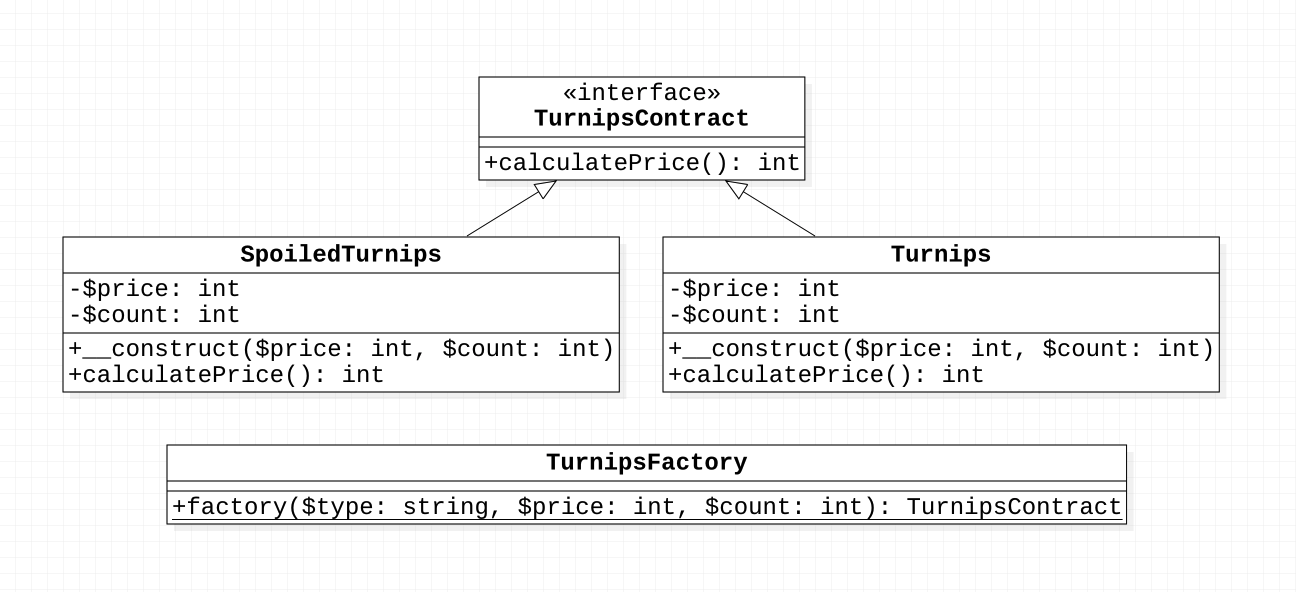 «interface»
TurnipsContract
+calculatePrice(): int
SpoiledTurnips
-$price: int
-$count: int
+__construct($price: int, $count: int)
+calculatePrice(): int
Turnips
-$price: int
-$count: int
+__construct($price: int, $count: int)
+calculatePrice(): int
TurnipsFactory
+factory($type: string, $price: int, $count: int): TurnipsContract